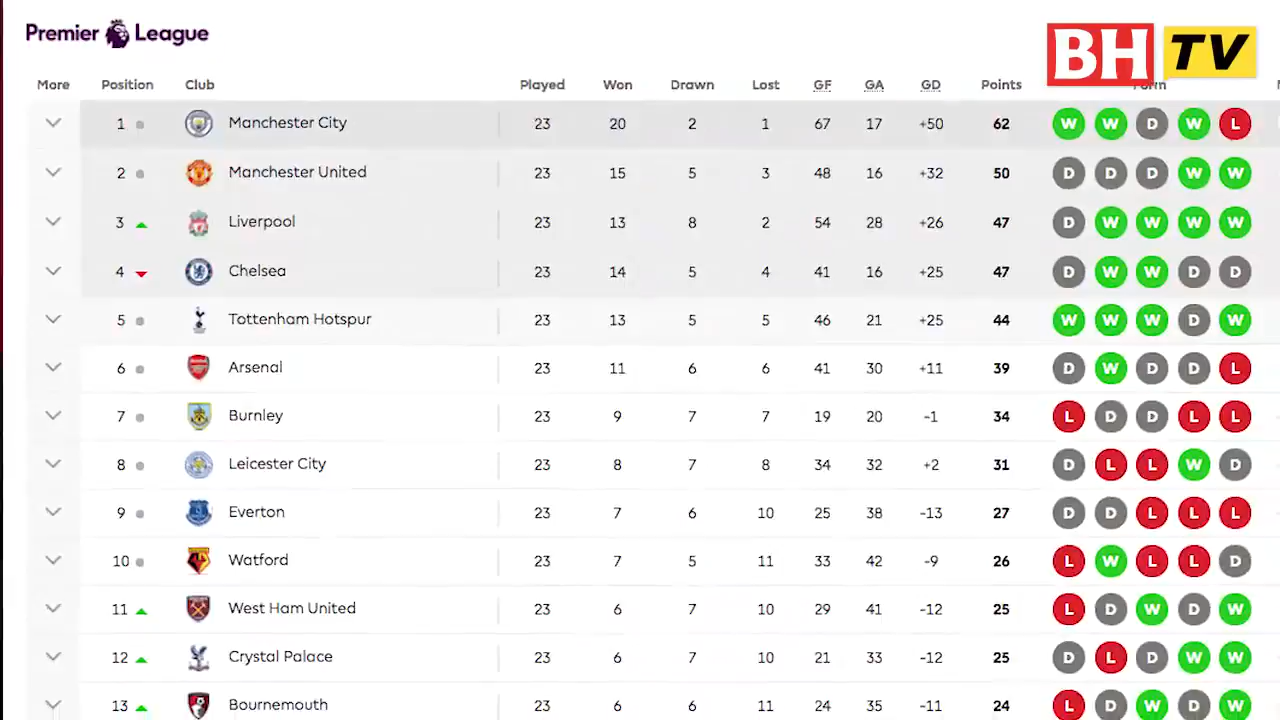 Premier League
BH TV
More Position Club Played Won Drawn Lost GF GA GD Points Form
1 Manchester City 23 20 2 1 67 17 +50 62 W W D W L
2 Manchester United 23 15 5 3 48 16 +32 50 D D D W W
3 Liverpool 23 13 8 2 54 28 +26 47 D W W W W
4 Chelsea 23 14 5 4 41 16 +25 47 D W W D D
5 Tottenham Hotspur 23 13 5 5 46 21 +25 44 W W W D W
6 Arsenal 23 11 6 6 41 30 +11 39 D W D D L
7 Burnley 23 9 7 7 19 20 -1 34 L D D L L
8 Leicester City 23 8 7 8 34 32 +2 31 D L L W D
9 Everton 23 7 6 10 25 38 -13 27 D D L L L
10 Watford 23 7 5 11 33 42 -9 26 L W L L D
11 West Ham United 23 6 7 10 29 41 -12 25 L D W D W
12 Crystal Palace 23 6 7 10 21 33 -12 25 D L D W W
13 Bournemouth 23 6 6 11 24 35 -11 24 L D W D W